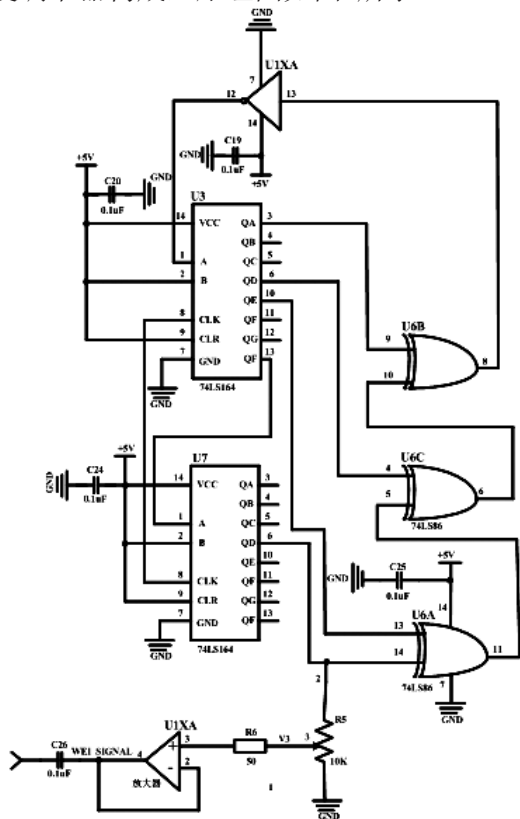 GND
U1XA
7
12
13
14
C19
GND
0.1uF
+5V
+5V
C20
GND
0.1uF
U3
14
VCC
QA
3
QB
4
1
A
QC
5
2
B
QD
6
QE
10
8
CLK
QF
11
9
CLR
QG
12
7
GND
QF
13
74LS164
GND
U6B
9
10
8
U6C
4
5
6
74LS86
+5V
C24
GND
0.1uF
U7
14
VCC
QA
3
QB
4
1
A
QC
5
2
B
QD
6
QE
10
8
CLK
QF
11
9
CLR
QG
12
7
GND
QF
13
74LS164
GND
+5V
C25
GND
0.1uF
14
U6A
13
14
11
74LS86
7
GND
2
R5
3
10K
GND
U1XA
C26
WEI_SIGNAL
0.1uF
4
3
2
放大器
R6
50
V3
1